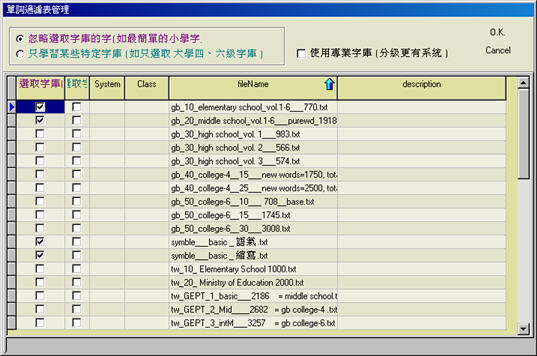 單詞過濾表管理
忽略選取字庫的字(如最簡單的小學字.
只學習某些特定字庫 (如只選取 大學四、六級字庫 )
使用專業字庫 (分級更有系統 )
O.K.
Cancel
選取字庫( System Class fileName description
gb_10_elementary school_vol.1-6___770.txt
gb_20_middle school_vol.1-6___purewd_1918
gb_30_high school_vol. 1___983.txt
gb_30_high school_vol. 2___566.txt
gb_30_high school_vol. 3___574.txt
gb_40_college-4__15___new words=1750, tot
gb_40_college-4__25___new words=2500, tot
gb_50_college-6__10___ 708__base.txt
gb_50_college-6__15___1745.txt
gb_50_college-6__30___3008.txt
symble___basic _ 語氣 .txt
symble___basic _ 縮寫 .txt
tw_10_ Elementary School 1000.txt
tw_20_ Ministry of Education 2000.txt
tw_GEPT_1_basic___2186 = middle school.t
tw_GEPT_2_Mid____2682 = gb college-4 .txt
tw_GEPT_3_intM___3257 = gb college-6.txt